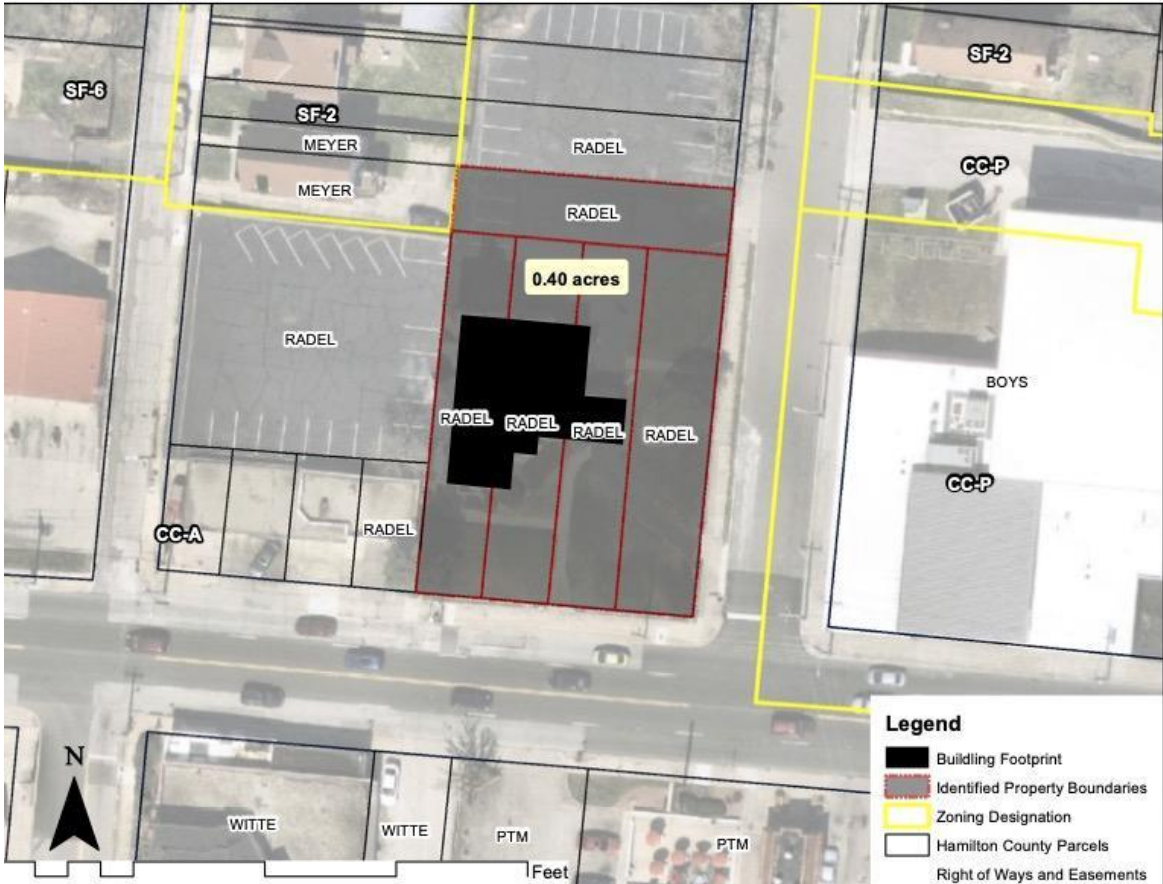 SF-2
SF-6
SF-2
MEYER
RADEL
CC-P
MEYER
RADEL
0.40 acres
RADEL
BOYS
RADEL
RADEL
RADEL
RADEL
CC-P
RADEL
CC-A
Legend
Buildling Footprint
Identified Property Boundaries
Zoning Designation
Hamilton County Parcels
Right of Ways and Easements
N
WITTE
WITTE
PTM
PTM
Feet